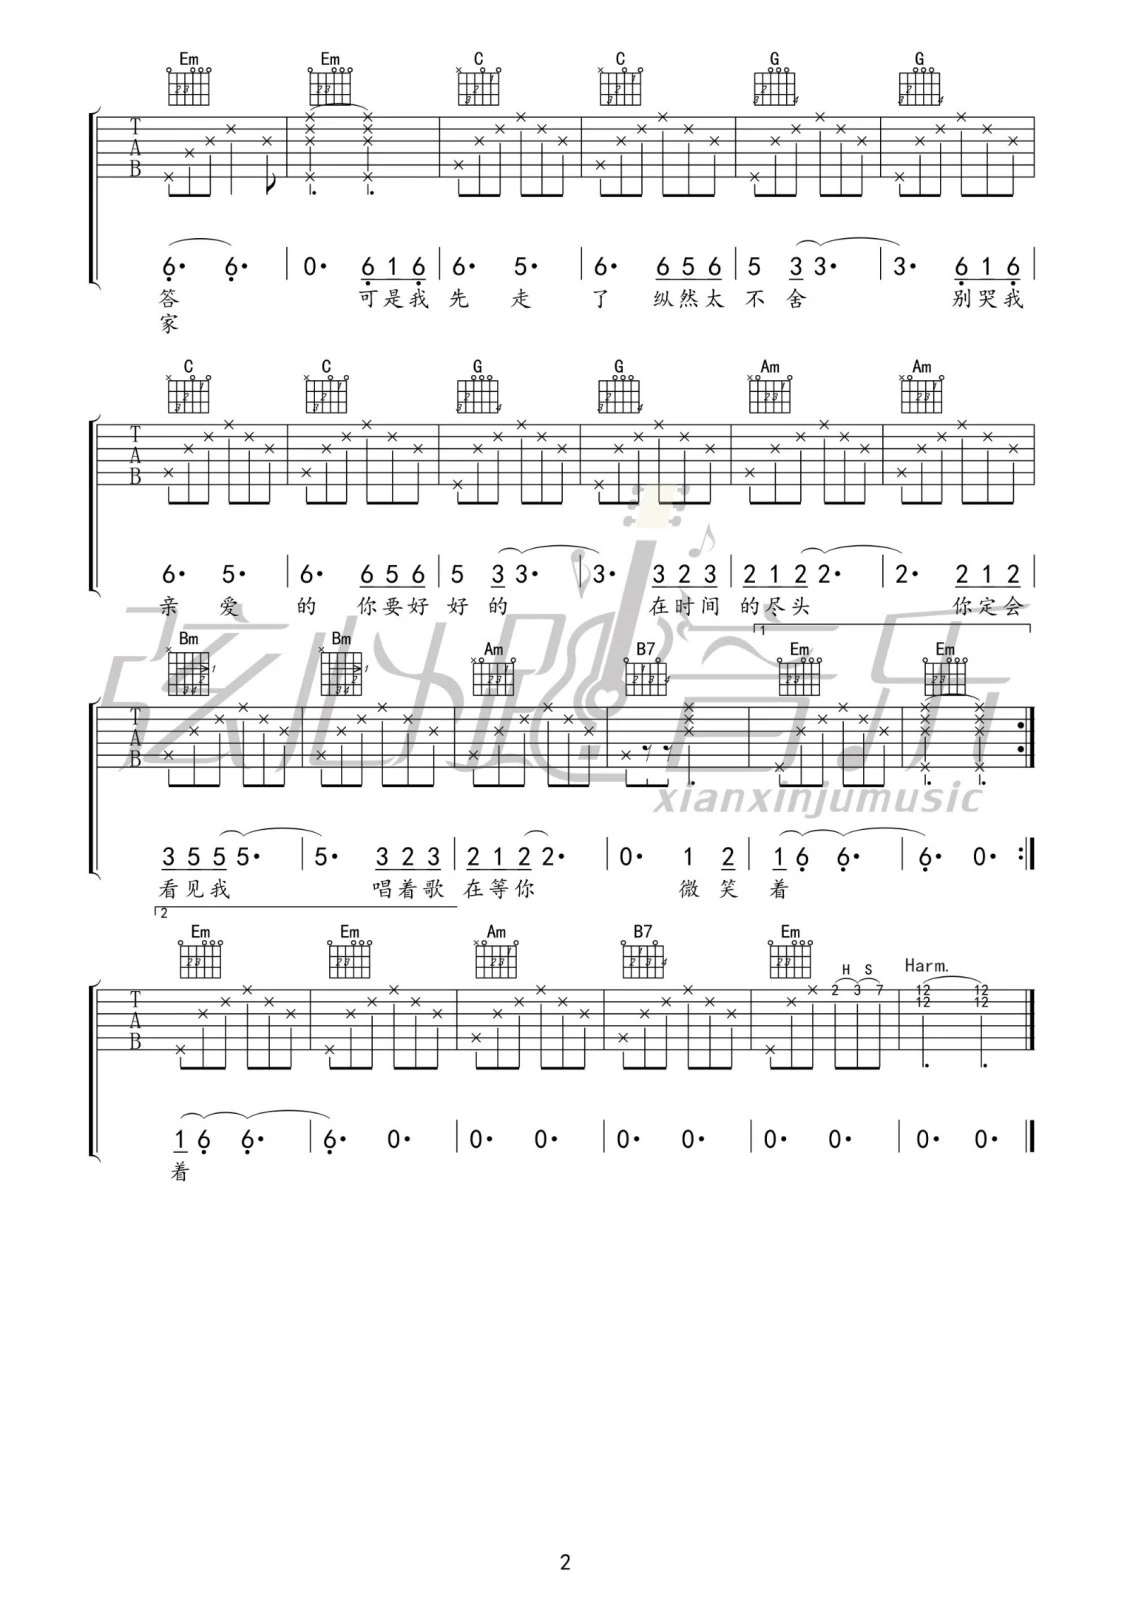 Em Em C C G G
T
A
B
6· 6· | 0· 6 1 6 | 6· 5· | 6· 6 5 6 | 5 3 3· | 3· 6 1 6 |
答 可是我 先 走 了 纵然太 不 舍 别哭我
家
C C G G Am Am
T
A
B
6· 5· | 6· 6 5 6 | 5 3 3· | 3· 3 2 3 | 2 1 2 2· | 2· 2 1 2 |
亲 爱 的 你要好 好 的 在时间 的尽头 你定会
1
Bm Bm Am B7 Em Em
T
A
B
3 5 5 5· | 5· 3 2 3 | 2 1 2 2· | 0· 1 2 | 1 6 6· | 6· 0· :|
看见我 唱着歌 在等你 微笑 着
2
Em Em Am B7 Em
H S Harm.
T
A
B
2 3 7 12 12
12 12
1 6 6· | 6· 0· | 0· 0· | 0· 0· | 0· 0· | 0· 0· |
着
弦心距音乐
xianxinjumusic
2